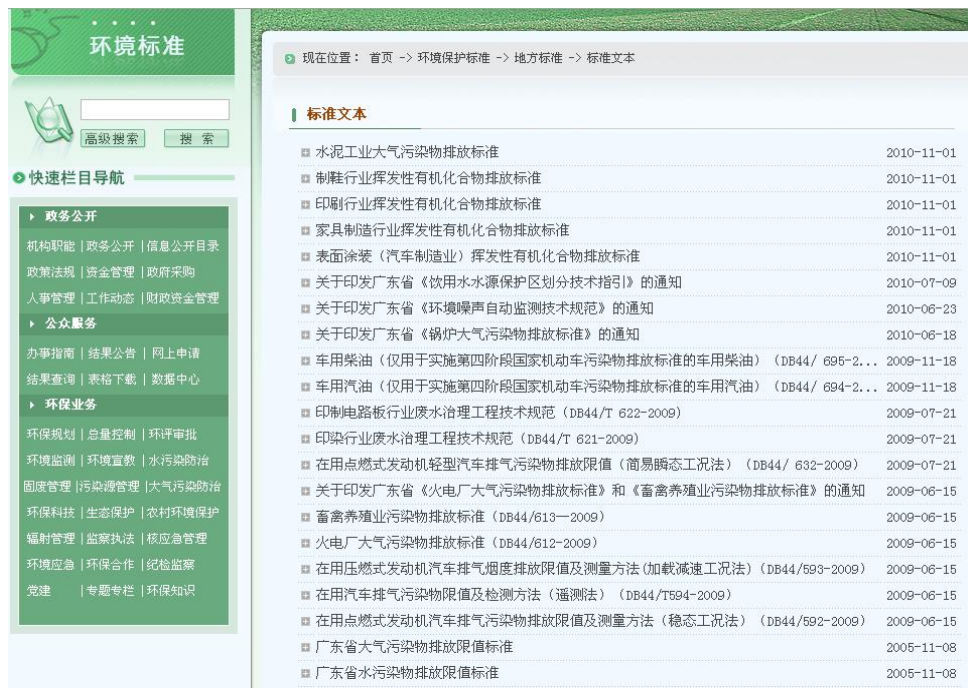 环境标准
高级搜索 搜 索
快速栏目导航
政务公开
机构职能 | 政务公开 | 信息公开目录
政策法规 | 资金管理 | 政府采购
人事管理 | 工作动态 | 财政资金管理
公众服务
办事指南 | 结果公告 | 网上申请
结果查询 | 表格下载 | 数据中心
环保业务
环保规划 | 总量控制 | 环评审批
环境监测 | 环境宣教 | 水污染防治
固废管理 | 污染源管理 | 大气污染防治
环保科技 | 生态保护 | 农村环境保护
辐射管理 | 监察执法 | 核应急管理
环境应急 | 环保合作 | 纪检监察
党建 | 专题专栏 | 环保知识
现在位置： 首页 -> 环境保护标准 -> 地方标准 -> 标准文本
标准文本
水泥工业大气污染物排放标准 2010-11-01
制鞋行业挥发性有机化合物排放标准 2010-11-01
印刷行业挥发性有机化合物排放标准 2010-11-01
家具制造行业挥发性有机化合物排放标准 2010-11-01
表面涂装（汽车制造业）挥发性有机化合物排放标准 2010-11-01
关于印发广东省《饮用水水源保护区划分技术指引》的通知 2010-07-09
关于印发广东省《环境噪声自动监测技术规范》的通知 2010-06-23
关于印发广东省《锅炉大气污染物排放标准》的通知 2010-06-18
车用柴油（仅用于实施第四阶段国家机动车污染物排放标准的车用柴油）（DB44/ 695-2... 2009-11-18
车用汽油（仅用于实施第四阶段国家机动车污染物排放标准的车用汽油）（DB44/ 694-2... 2009-11-18
印制电路板行业废水治理工程技术规范（DB44/T 622-2009） 2009-07-21
印染行业废水治理工程技术规范（DB44/T 621-2009） 2009-07-21
在用点燃式发动机轻型汽车排气污染物排放限值（简易瞬态工况法）（DB44/ 632-2009） 2009-07-21
关于印发广东省《火电厂大气污染物排放标准》和《畜禽养殖业污染物排放标准》的通知 2009-06-15
畜禽养殖业污染物排放标准（DB44/613—2009） 2009-06-15
火电厂大气污染物排放标准（DB44/612-2009） 2009-06-15
在用压燃式发动机汽车排气烟度排放限值及测量方法(加载减速工况法)（DB44/593-2009） 2009-06-15
在用汽车排气污染物限值及检测方法（遥测法）（DB44/T594-2009） 2009-06-15
在用点燃式发动机汽车排气污染物排放限值及测量方法（稳态工况法）（DB44/592-2009） 2009-06-15
广东省大气污染物排放限值标准 2005-11-08
广东省水污染物排放限值标准 2005-11-08